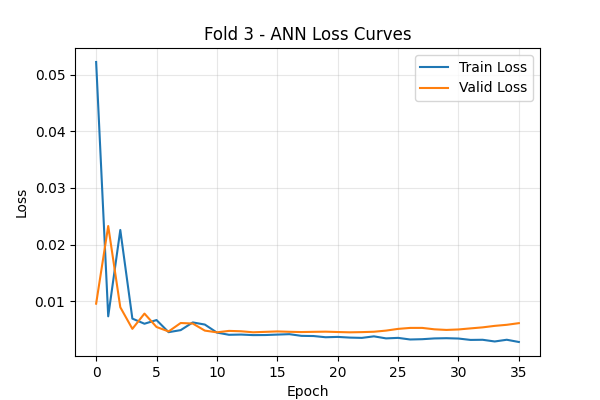 Fold 3 - ANN Loss Curves
Train Loss
Valid Loss
0.05
0.04
0.03
0.02
0.01
Loss
0 5 10 15 20 25 30 35
Epoch